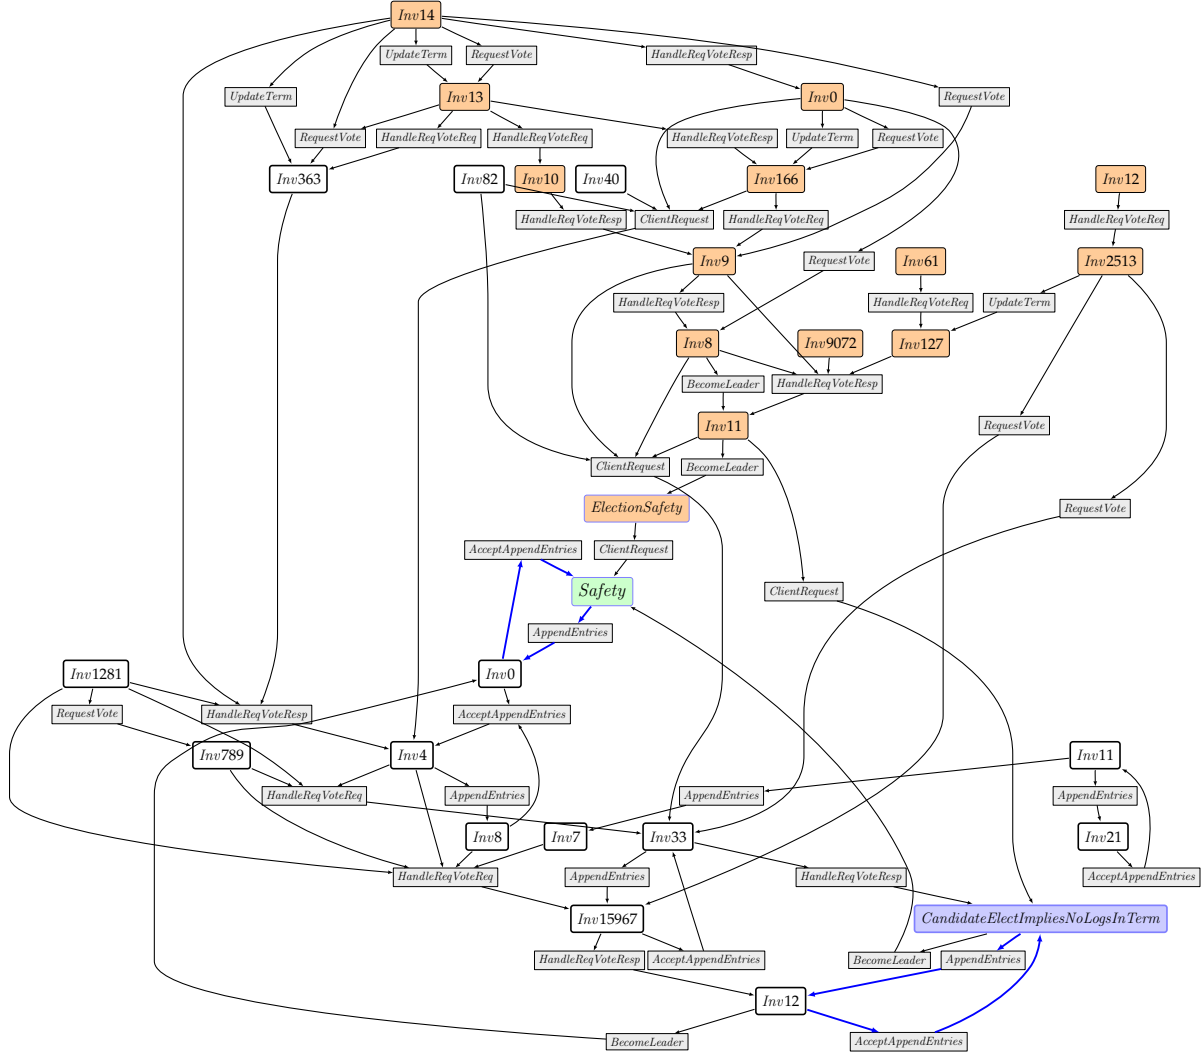 Inv14
UpdateTerm
RequestVote
HandleReqVoteResp
UpdateTerm
Inv13
Inv0
RequestVote
RequestVote
HandleReqVoteReq
HandleReqVoteReq
HandleReqVoteResp
UpdateTerm
RequestVote
Inv363
Inv82
Inv10
Inv40
Inv166
Inv12
HandleReqVoteResp
ClientRequest
HandleReqVoteReq
HandleReqVoteReq
Inv9
RequestVote
Inv61
Inv2513
HandleReqVoteResp
HandleReqVoteReq
UpdateTerm
Inv8
Inv9072
Inv127
BecomeLeader
HandleReqVoteResp
Inv11
RequestVote
ClientRequest
BecomeLeader
ElectionSafety
RequestVote
AcceptAppendEntries
ClientRequest
Safety
ClientRequest
AppendEntries
Inv1281
Inv0
RequestVote
HandleReqVoteResp
AcceptAppendEntries
Inv789
Inv4
Inv11
HandleReqVoteReq
AppendEntries
AppendEntries
AppendEntries
Inv8
Inv7
Inv33
Inv21
HandleReqVoteReq
AppendEntries
HandleReqVoteResp
AcceptAppendEntries
Inv15967
CandidateElectImpliesNoLogsInTerm
HandleReqVoteResp
AcceptAppendEntries
BecomeLeader
AppendEntries
Inv12
BecomeLeader
AcceptAppendEntries